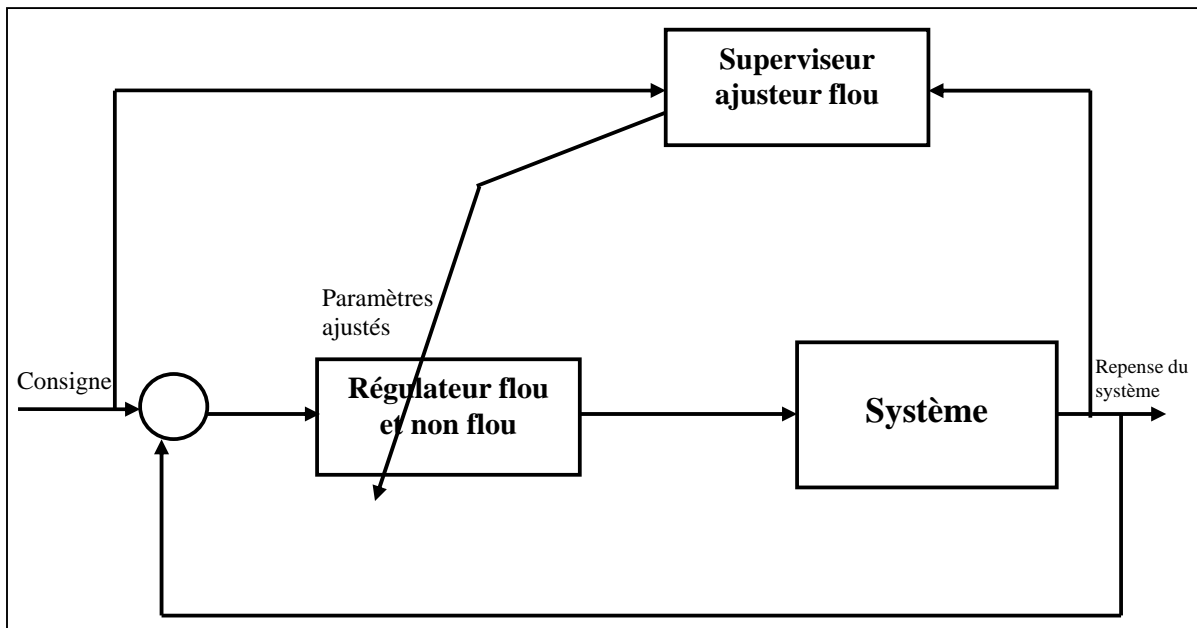 Superviseur
ajusteur flou
Paramètres
ajustés
Consigne
Régulateur flou
et non flou
Système
Repense du
système